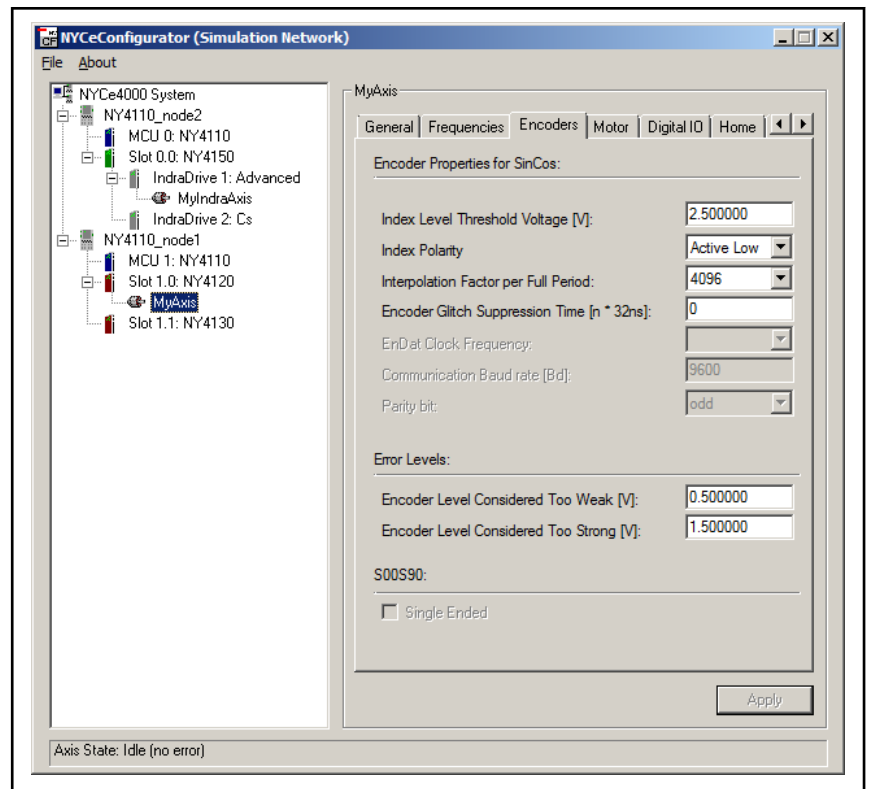 NYCeConfigurator (Simulation Network)
File About
NYCe4000 System
NY4110_node2
MCU 0: NY4110
Slot 0.0: NY4150
IndraDrive 1: Advanced
MyIndraAxis
IndraDrive 2: Cs
NY4110_node1
MCU 1: NY4110
Slot 1.0: NY4120
MyAxis
Slot 1.1: NY4130
MyAxis
General Frequencies Encoders Motor Digital IO Home
Encoder Properties for SinCos:
Index Level Threshold Voltage [V]: 2.500000
Index Polarity Active Low
Interpolation Factor per Full Period: 4096
Encoder Glitch Suppression Time [n * 32ns]: 0
EnDat Clock Frequency:
Communication Baud rate [Bd]: 9600
Parity bit: odd
Error Levels:
Encoder Level Considered Too Weak [V]: 0.500000
Encoder Level Considered Too Strong [V]: 1.500000
S00S90:
Single Ended
Apply
Axis State: Idle (no error)